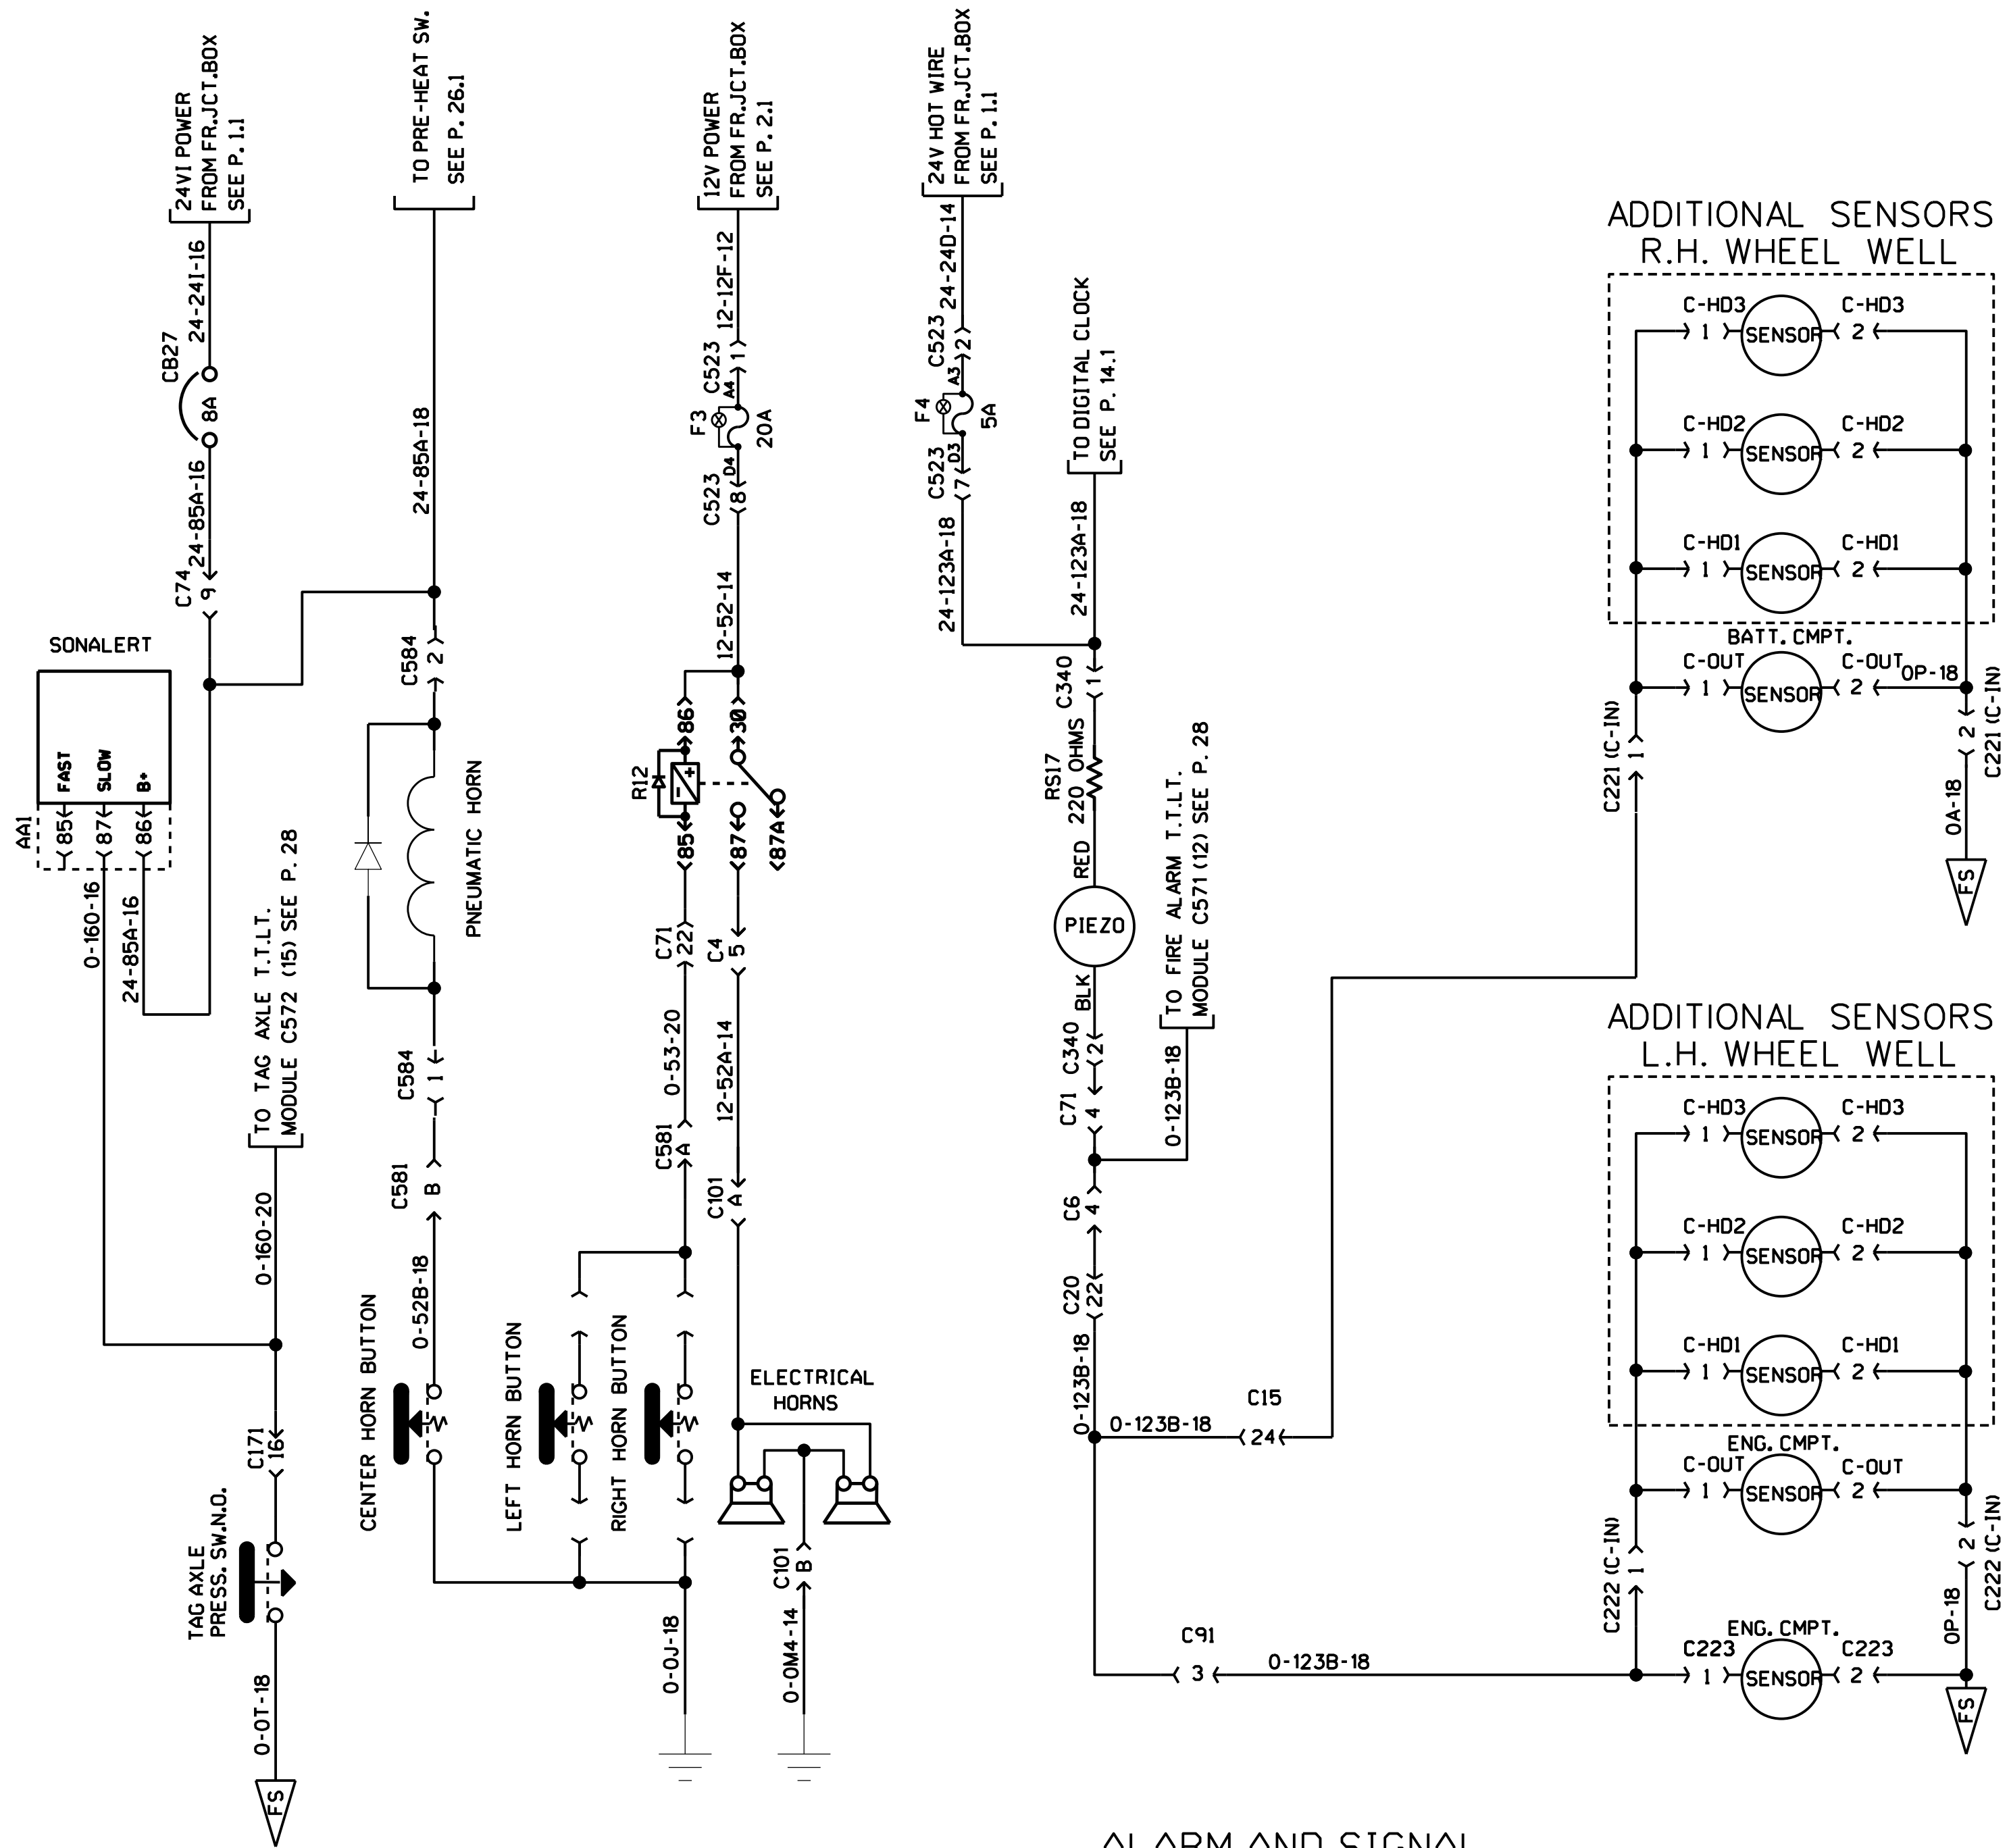 24VI POWER
FROM FR.JCT.BOX
SEE P. 1.1
24-24I-16
CB27
8A
24-85A-16
C74
9
SONALERT
FAST
SLOW
B+
AA1
85
87
86
0-160-16
24-85A-16
TO TAG AXLE T.T.LT.
MODULE C572 (15) SEE P. 28
0-160-20
C171
16
TAG AXLE
PRESS. SW.N.O.
0-0T-18
FS
TO PRE-HEAT SW.
SEE P. 26.1
24-85A-18
C584
2
PNEUMATIC HORN
C584
1
C581
B
0-52B-18
CENTER HORN BUTTON
12V POWER
FROM FR.JCT.BOX
SEE P. 2.1
12-12F-12
C523
1
A4
F3
20A
D4
C523
8
12-52-14
86
30
R12
+
-
85
87
87A
C71
22
C4
5
0-53-20
12-52A-14
C581
A
C101
A
LEFT HORN BUTTON
RIGHT HORN BUTTON
ELECTRICAL
HORNS
C101
B
0-0J-18
0-0M4-14
24V HOT WIRE
FROM FR.JCT.BOX
SEE P. 1.1
24-24D-14
C523
2
A3
F4
5A
D3
C523
7
24-123A-18
TO DIGITAL CLOCK
SEE P. 14.1
24-123A-18
C340
1
RS17
220 OHMS
RED
PIEZO
BLK
C340
2
C71
4
TO FIRE ALARM T.T.LT.
MODULE C571 (12) SEE P. 28
0-123B-18
C6
4
C20
22
0-123B-18
0-123B-18
C15
24
C91
3
0-123B-18
ADDITIONAL SENSORS
R.H. WHEEL WELL
C-HD3 C-HD3
1 SENSOR 2
C-HD2 C-HD2
1 SENSOR 2
C-HD1 C-HD1
1 SENSOR 2
BATT. CMPT.
C-OUT C-OUT 0P-18
1 SENSOR 2
C221 (C-IN)
1
2
C221 (C-IN)
0A-18
FS
ADDITIONAL SENSORS
L.H. WHEEL WELL
C-HD3 C-HD3
1 SENSOR 2
C-HD2 C-HD2
1 SENSOR 2
C-HD1 C-HD1
1 SENSOR 2
ENG. CMPT.
C-OUT C-OUT
1 SENSOR 2
C222 (C-IN)
1
2
C222 (C-IN)
0P-18
ENG. CMPT.
C223 C223
1 SENSOR 2
FS
ALARM AND SIGNAL